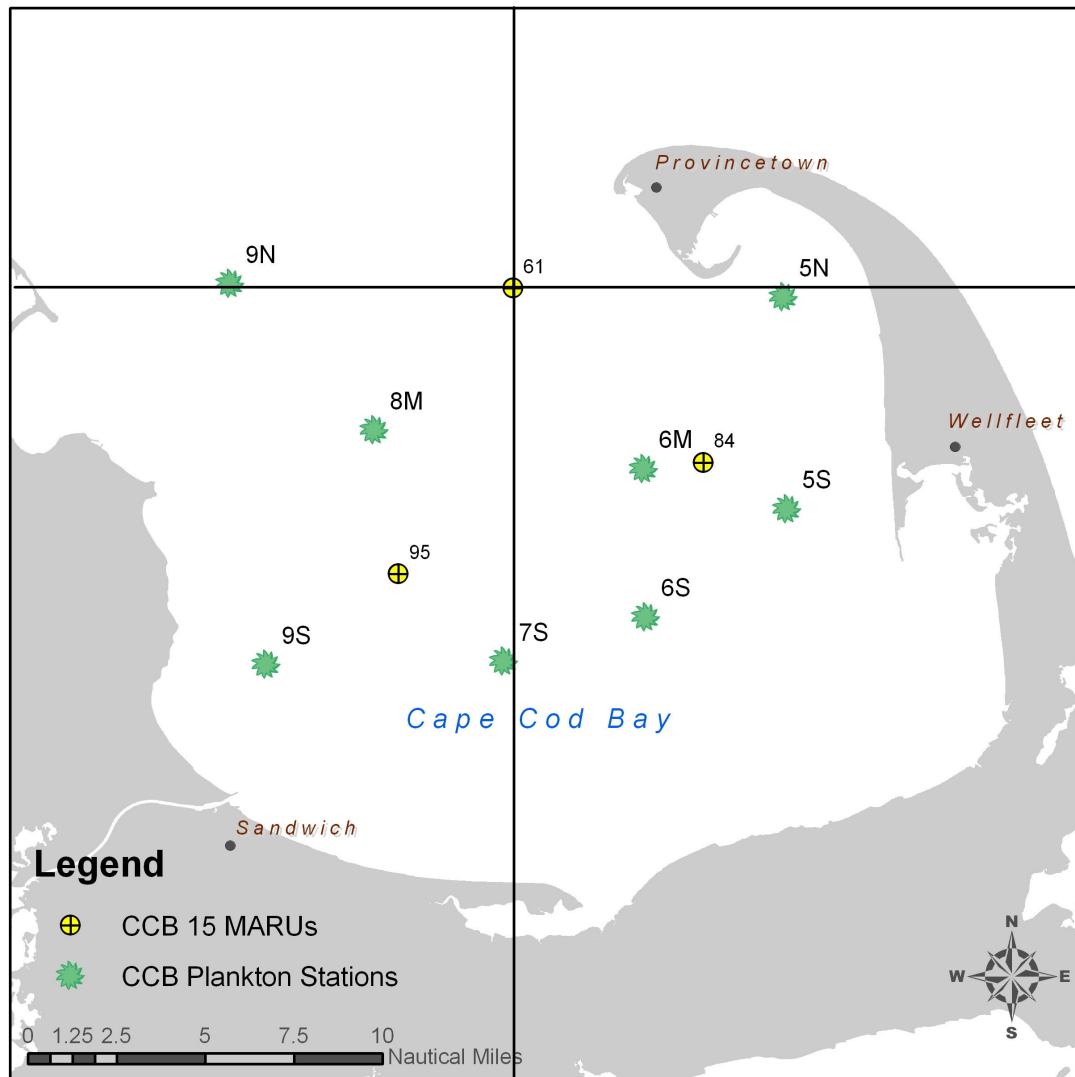 Provincetown
9N
61
5N
8M
Wellfleet
6M
84
5S
95
6S
9S
7S
Cape Cod Bay
Sandwich
Legend
CCB 15 MARUs
CCB Plankton Stations
N
W E
S
0 1.25 2.5 5 7.5 10
Nautical Miles